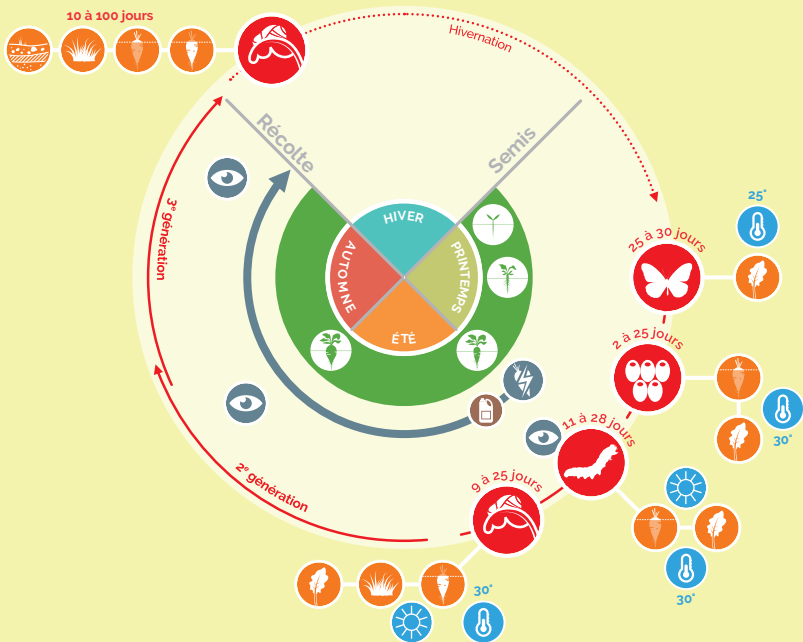 10 à 100 jours
Hivernation
Récolte
Semis
3e génération
HIVER
PRINTEMPS
ÉTÉ
AUTOMNE
25°
25 à 30 jours
2 à 25 jours
30°
11 à 28 jours
9 à 25 jours
2e génération
30°
30°